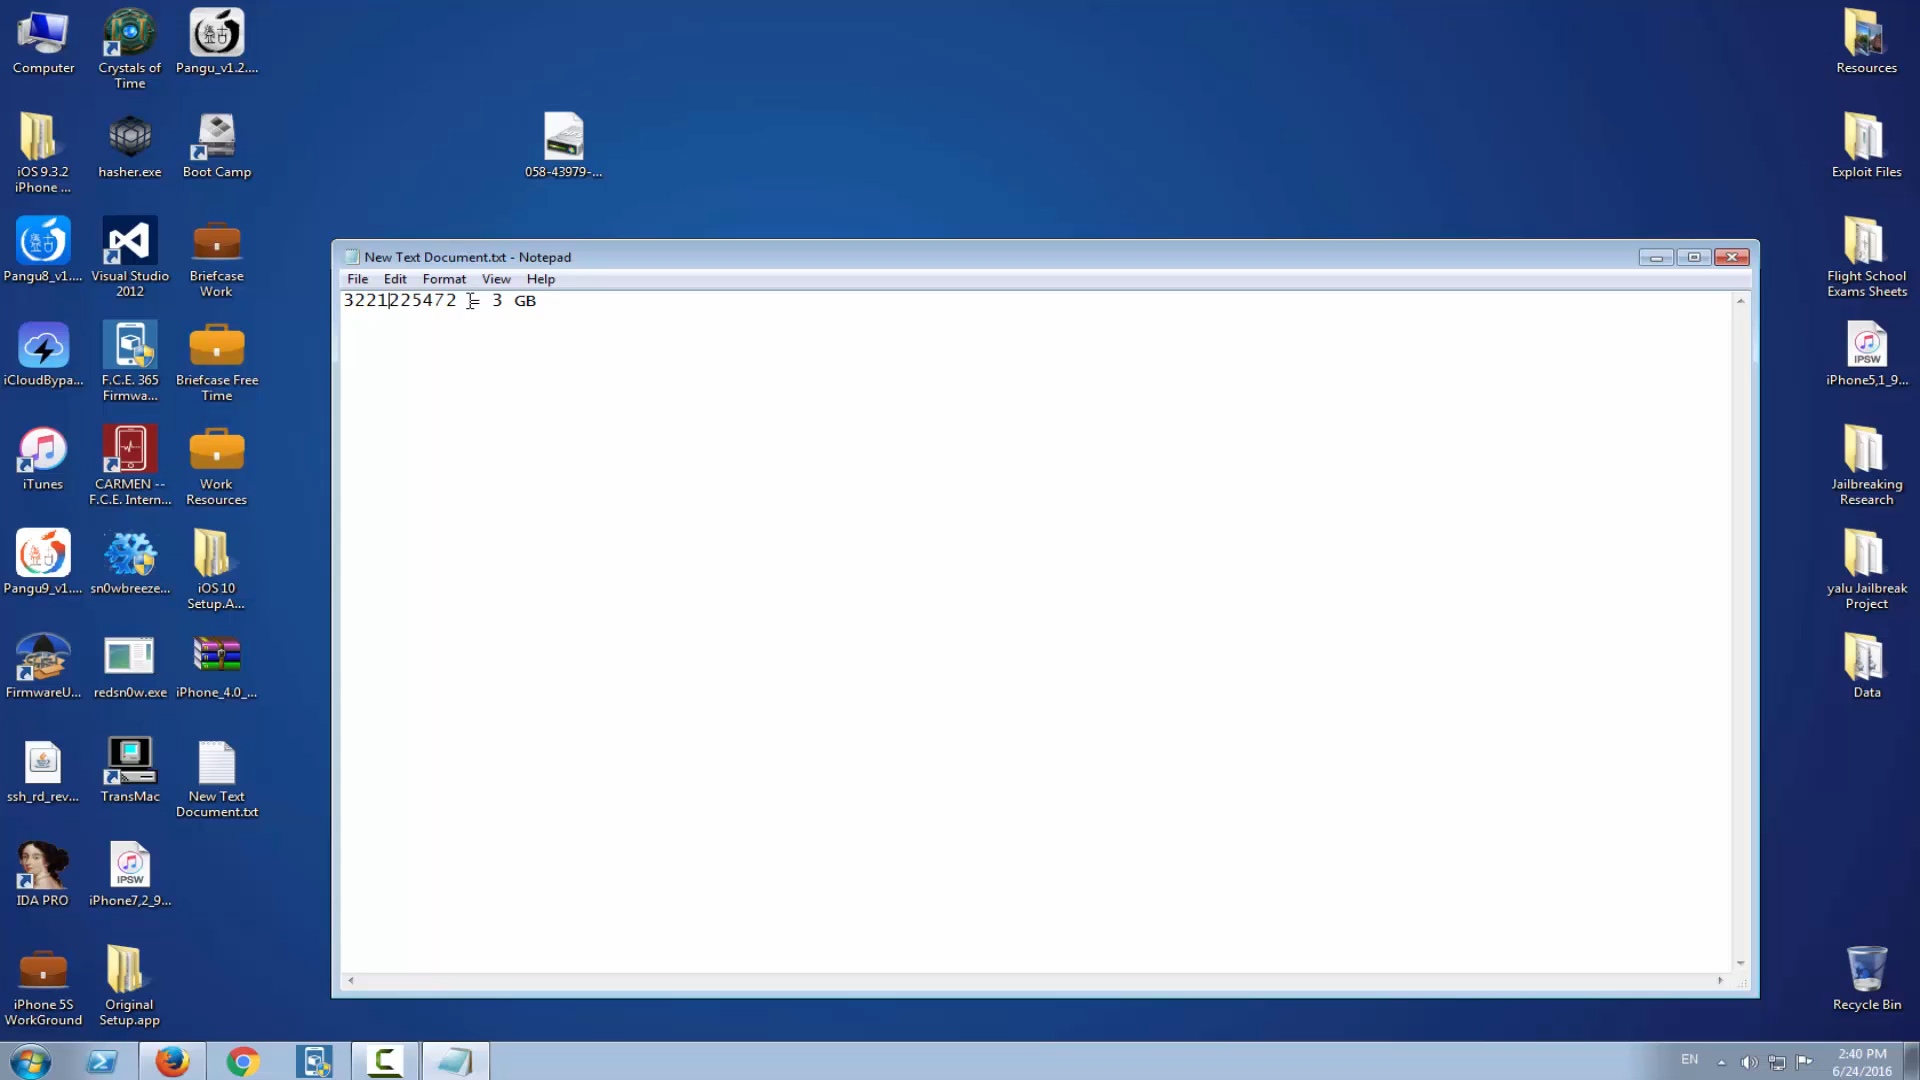 Computer
Crystals of
Time
Pangu_v1.2....
iOS 9.3.2
iPhone ...
hasher.exe
Boot Camp
Pangu8_v1....
Visual Studio
2012
Briefcase
Work
iCloudBypa...
F.C.E. 365
Firmwa...
Briefcase Free
Time
iTunes
CARMEN --
F.C.E. Intern...
Work
Resources
Pangu9_v1....
sn0wbreeze...
iOS 10
Setup.A...
FirmwareU...
redsn0w.exe
iPhone_4.0_...
ssh_rd_rev...
TransMac
New Text
Document.txt
IDA PRO
IPSW
iPhone7,2_9...
iPhone 5S
WorkGround
Original
Setup.app
058-43979-...
New Text Document.txt - Notepad
File Edit Format View Help
3221225472 = 3 GB
Resources
Exploit Files
Flight School
Exams Sheets
IPSW
iPhone5,1_9...
Jailbreaking
Research
yalu Jailbreak
Project
Data
Recycle Bin
EN
2:40 PM
6/24/2016